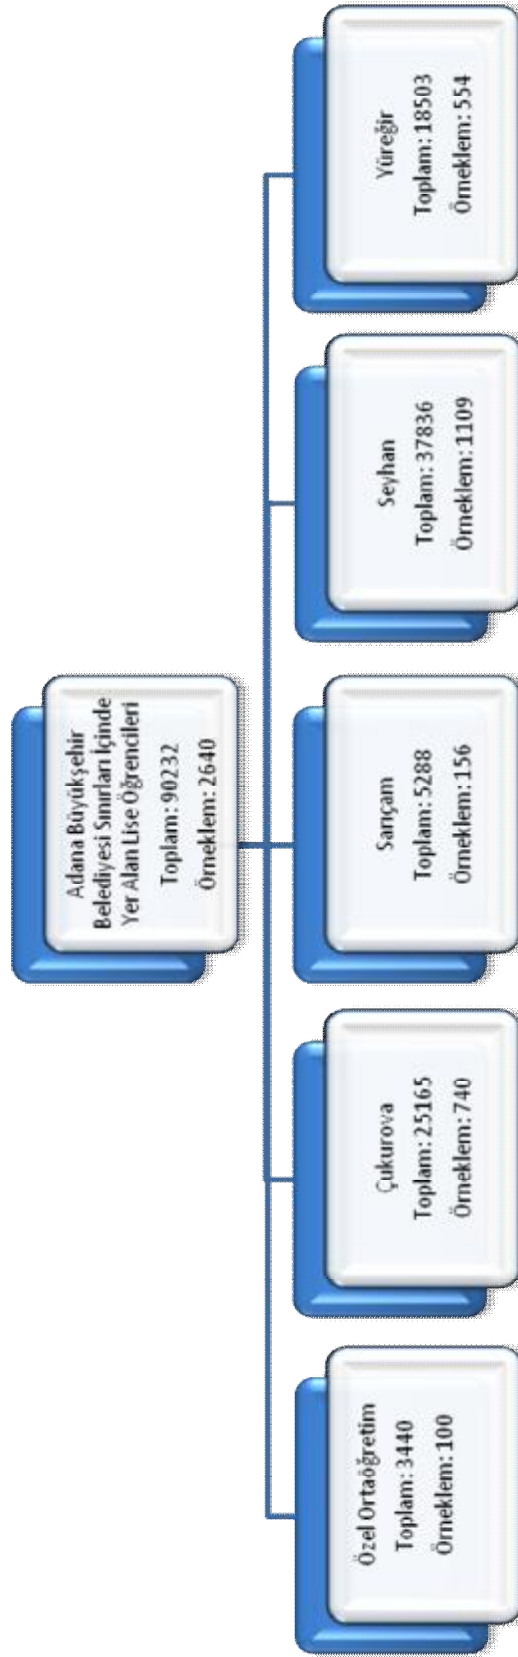 Adana Büyükşehir
Belediyesi Sınırları İçinde
Yer Alan Lise Öğrencileri
Toplam: 90232
Örneklem: 2640
Özel Ortaöğretim
Toplam: 3440
Örneklem: 100
Çukurova
Toplam: 25165
Örneklem: 740
Sarıçam
Toplam: 5288
Örneklem: 156
Seyhan
Toplam: 37836
Örneklem: 1109
Yüreğir
Toplam: 18503
Örneklem: 554